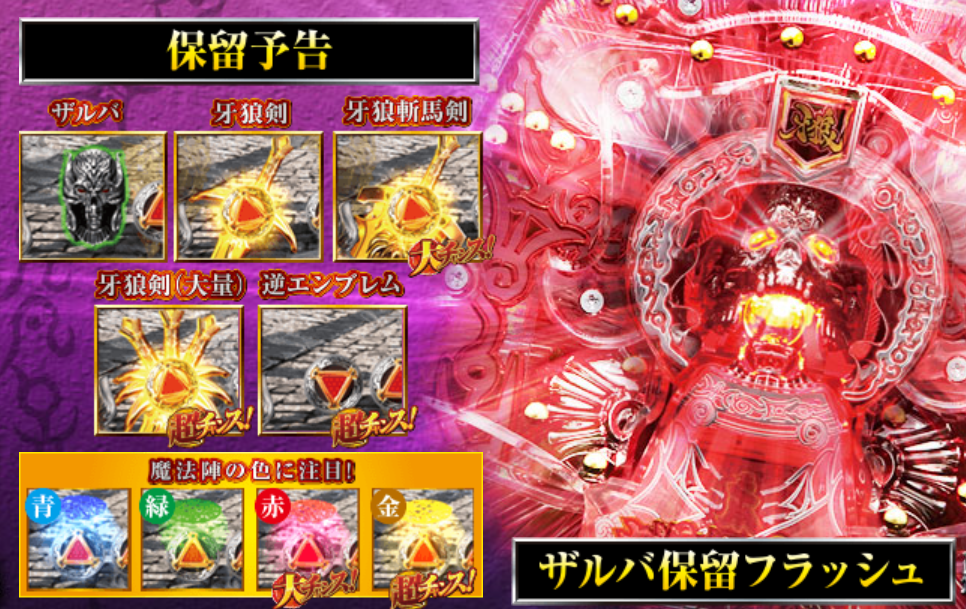 保留予告
ザルバ
牙狼剣
牙狼斬馬剣
大チャンス!
牙狼剣(大量)
逆エンブレム
超チャンス!
超チャンス!
魔法陣の色に注目!
青
緑
赤
金
大チャンス!
超チャンス!
牙狼
ザルバ保留フラッシュ